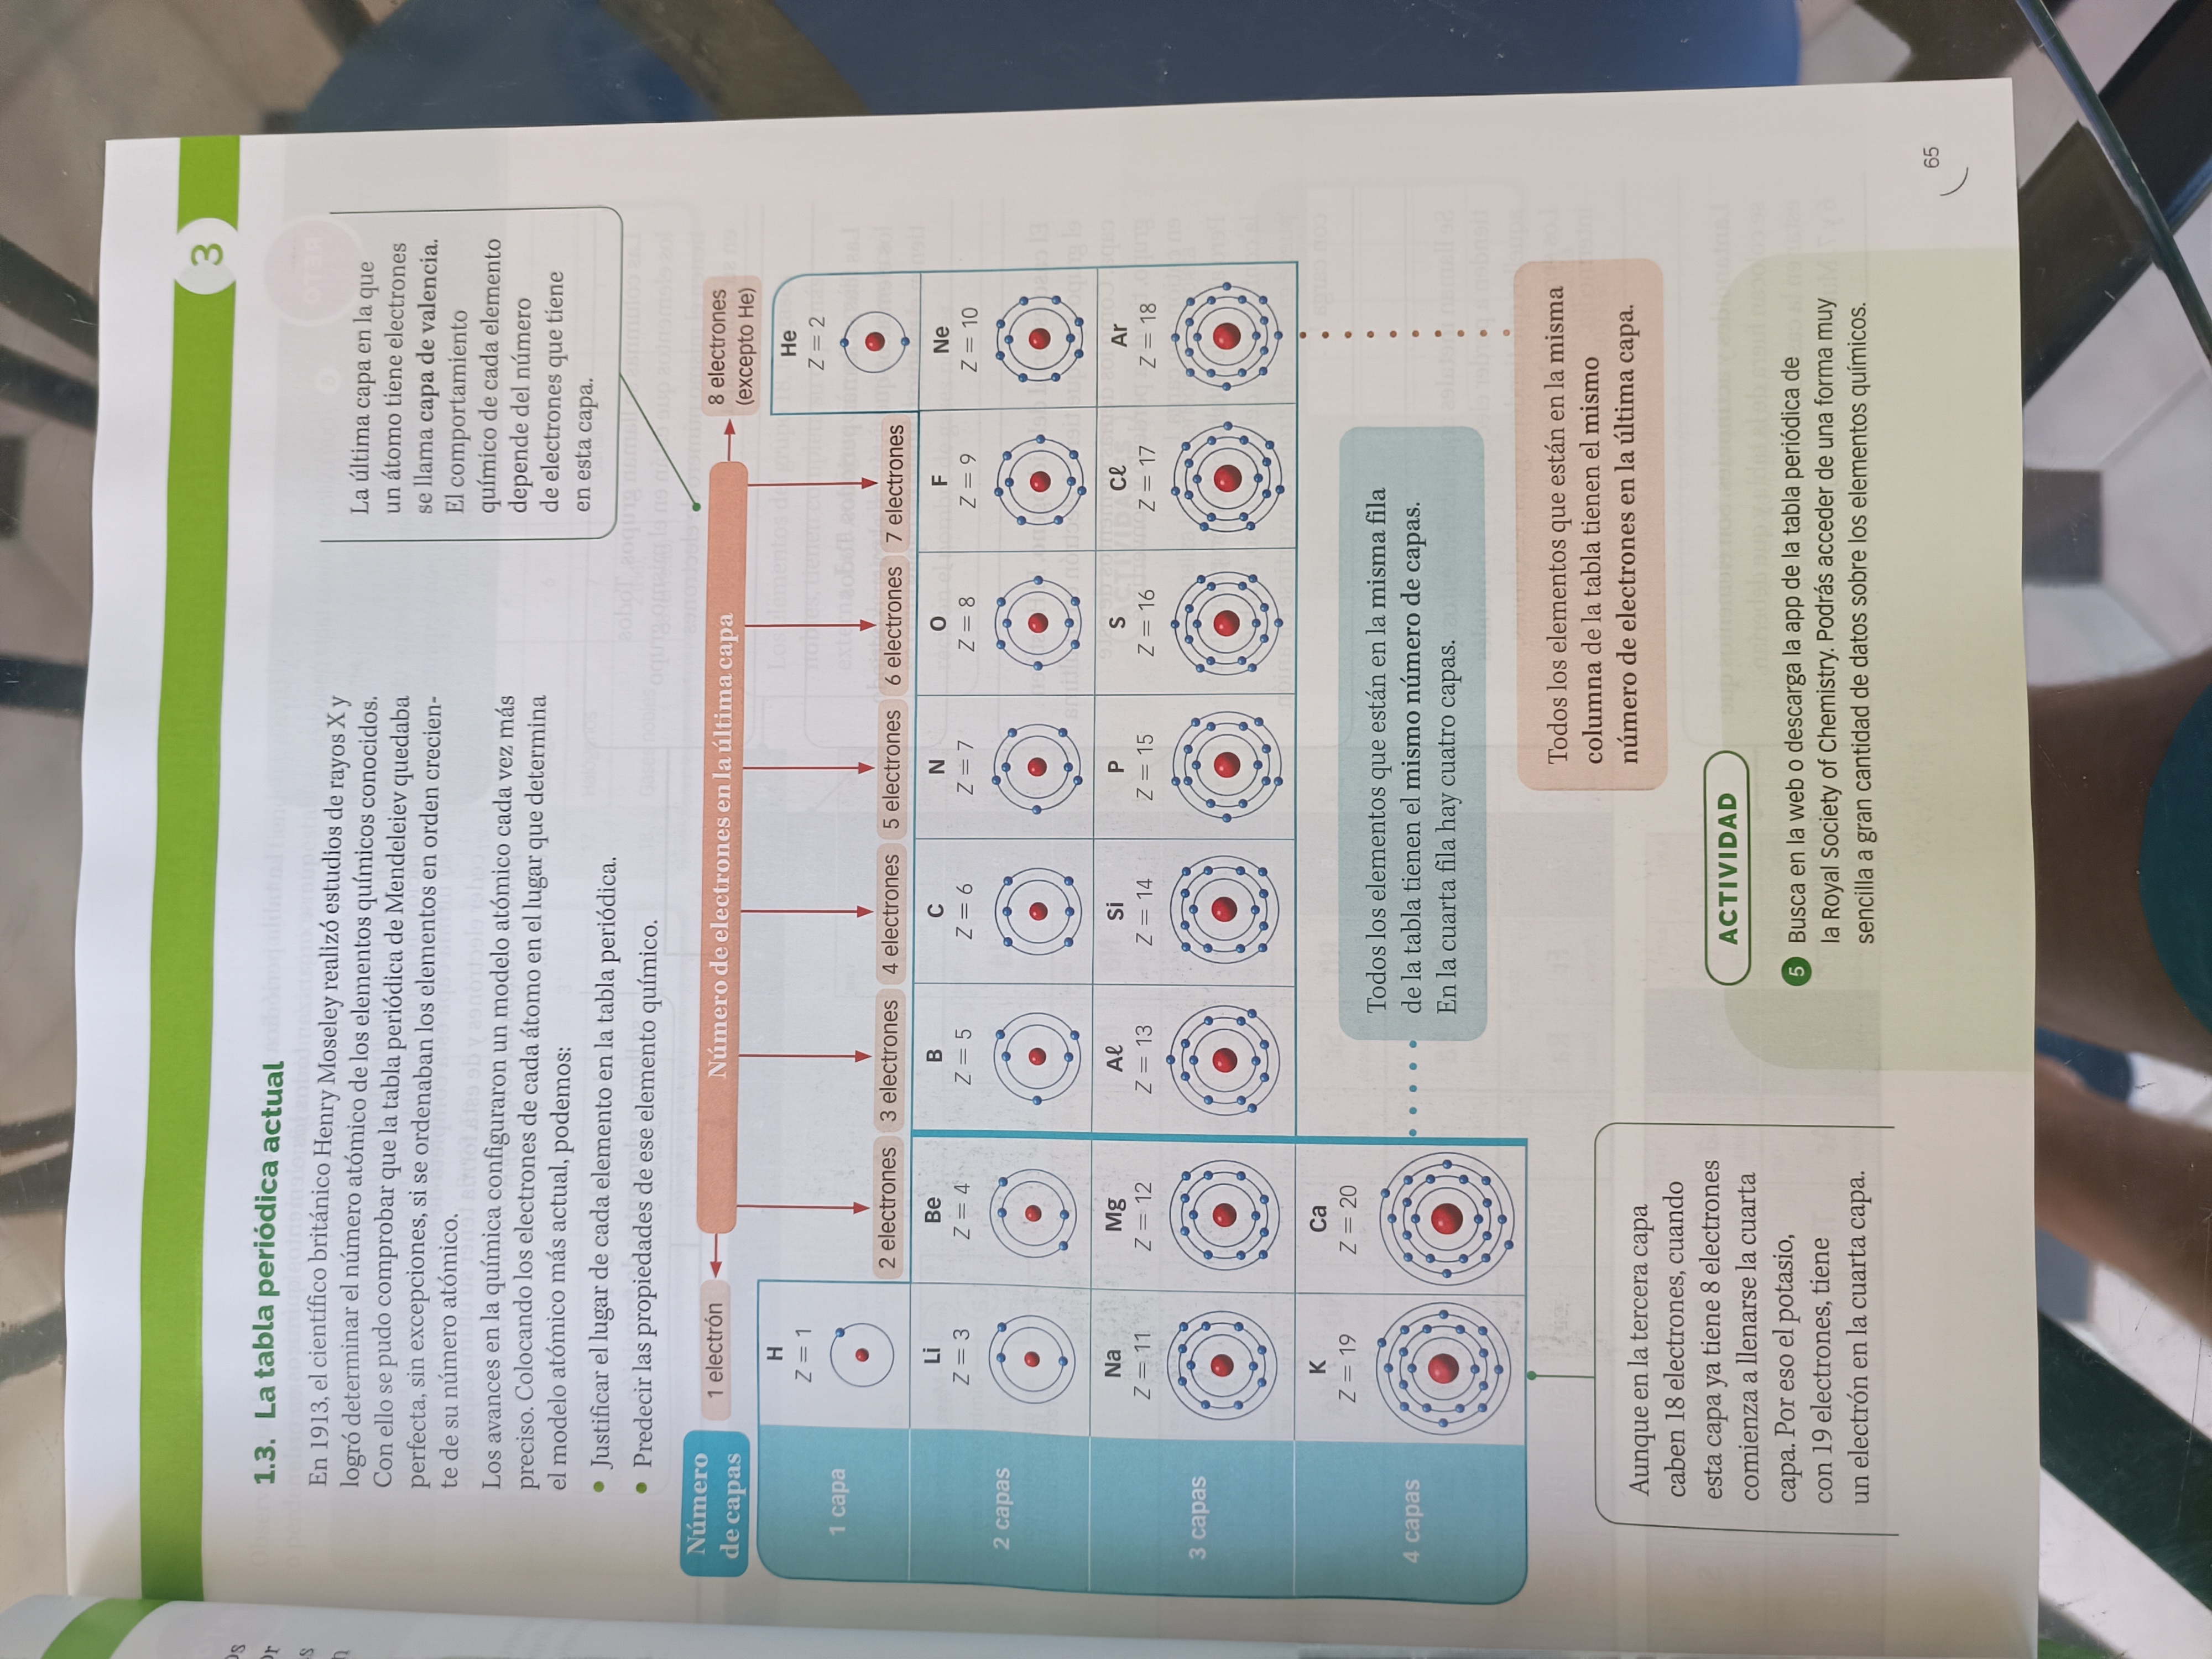 3
1.3. La tabla periódica actual
En 1913, el científico británico Henry Moseley realizó estudios de rayos X y
logró determinar el número atómico de los elementos químicos conocidos.
Con ello se pudo comprobar que la tabla periódica de Mendeleiev quedaba
perfecta, sin excepciones, si se ordenaban los elementos en orden crecien-
te de su número atómico.
Los avances en la química configuraron un modelo atómico cada vez más
preciso. Colocando los electrones de cada átomo en el lugar que determina
el modelo atómico más actual, podemos:
• Justificar el lugar de cada elemento en la tabla periódica.
• Predecir las propiedades de ese elemento químico.
La última capa en la que
un átomo tiene electrones
se llama capa de valencia.
El comportamiento
químico de cada elemento
depende del número
de electrones que tiene
en esta capa.
Número
de capas
1 electrón
Número de electrones en la última capa
8 electrones
(excepto He)
1 capa
H
Z = 1
2 electrones
3 electrones
4 electrones
5 electrones
6 electrones
7 electrones
He
Z = 2
2 capas
Li
Z = 3
Be
Z = 4
B
Z = 5
C
Z = 6
N
Z = 7
O
Z = 8
F
Z = 9
Ne
Z = 10
3 capas
Na
Z = 11
Mg
Z = 12
Aℓ
Z = 13
Si
Z = 14
P
Z = 15
S
Z = 16
Cℓ
Z = 17
Ar
Z = 18
4 capas
K
Z = 19
Ca
Z = 20
Todos los elementos que están en la misma fila
de la tabla tienen el mismo número de capas.
En la cuarta fila hay cuatro capas.
Todos los elementos que están en la misma
columna de la tabla tienen el mismo
número de electrones en la última capa.
Aunque en la tercera capa
caben 18 electrones, cuando
esta capa ya tiene 8 electrones
comienza a llenarse la cuarta
capa. Por eso el potasio,
con 19 electrones, tiene
un electrón en la cuarta capa.
ACTIVIDAD
5 Busca en la web o descarga la app de la tabla periódica de
la Royal Society of Chemistry. Podrás acceder de una forma muy
sencilla a gran cantidad de datos sobre los elementos químicos.
65